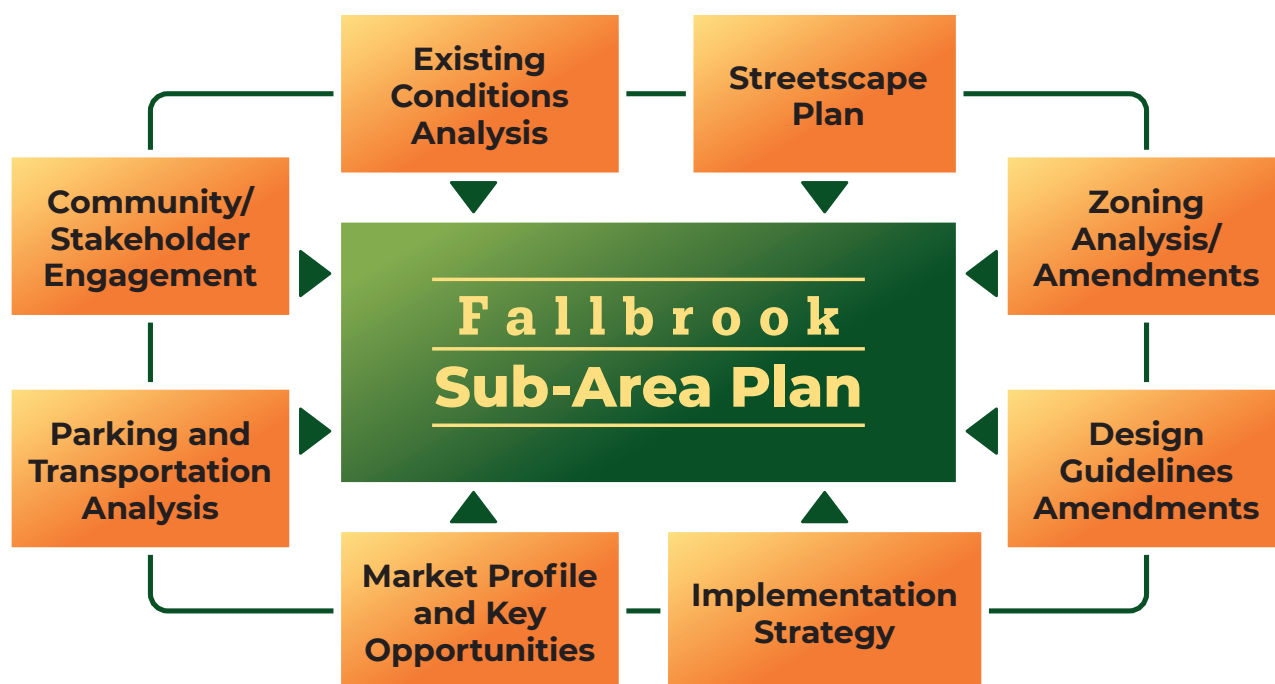 Existing
Conditions
Analysis
Streetscape
Plan
Community/
Stakeholder
Engagement
Zoning
Analysis/
Amendments
Fallbrook
Sub-Area Plan
Parking and
Transportation
Analysis
Design
Guidelines
Amendments
Market Profile
and Key
Opportunities
Implementation
Strategy